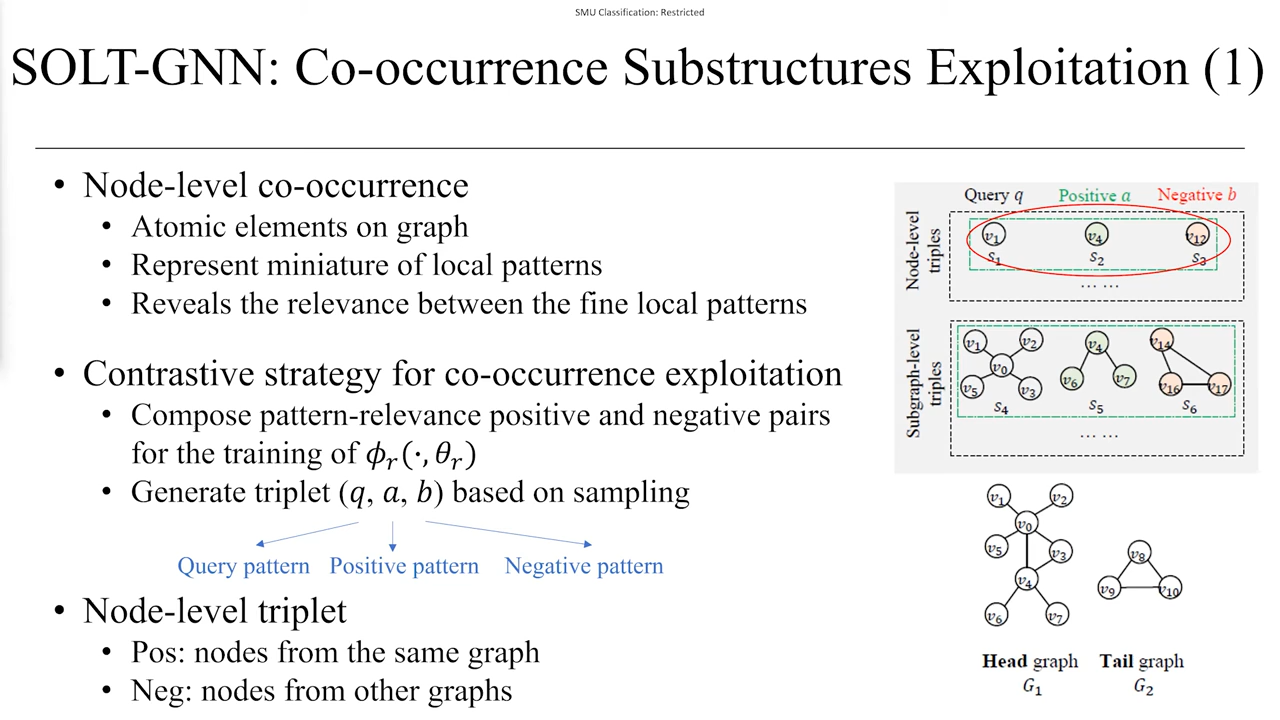 SMU Classification: Restricted
SOLT-GNN: Co-occurrence Substructures Exploitation (1)
• Node-level co-occurrence
• Atomic elements on graph
• Represent miniature of local patterns
• Reveals the relevance between the fine local patterns
• Contrastive strategy for co-occurrence exploitation
• Compose pattern-relevance positive and negative pairs
for the training of ϕᵣ(·, θᵣ)
• Generate triplet (q, a, b) based on sampling
Query pattern Positive pattern Negative pattern
• Node-level triplet
• Pos: nodes from the same graph
• Neg: nodes from other graphs
Query q Positive a Negative b
Node-level
triples
v₁ v₄ v₁₂
S₁ S₂ S₃
... ...
Subgraph-level
triples
v₁ v₂ v₄ v₁₄
v₀
v₅ v₃ v₆ v₇ v₁₆ v₁₇
S₄ S₅ S₆
... ...
v₁ v₂
v₀
v₅ v₃ v₈
v₄ v₉ v₁₀
v₆ v₇
Head graph Tail graph
G₁ G₂